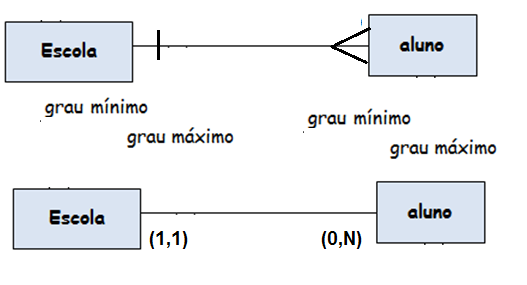 Escola
aluno
grau mínimo
grau máximo
grau mínimo
grau máximo
Escola
aluno
(1,1)
(0,N)